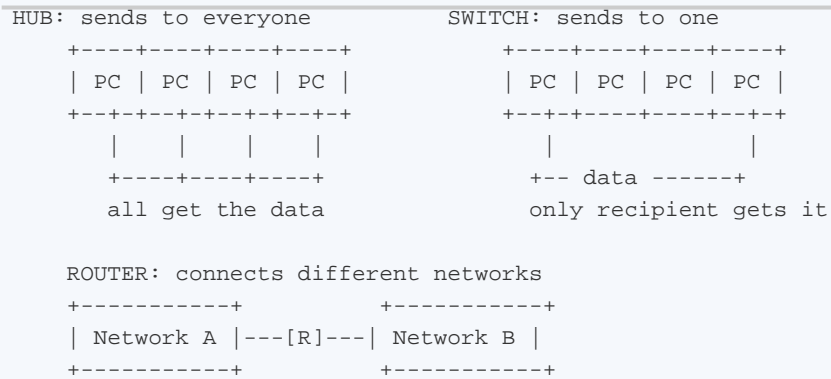 HUB: sends to everyone          SWITCH: sends to one
    +----+----+----+----+           +----+----+----+----+
    | PC | PC | PC | PC |           | PC | PC | PC | PC |
    +--+-+--+-+--+-+--+-+           +--+-+----+----+--+-+
       |    |    |    |                |              |
       +----+----+----+               +-- data ------+
       all get the data               only recipient gets it

    ROUTER: connects different networks
    +-----------+            +-----------+
    | Network A |---[R]---| Network B |
    +-----------+            +-----------+